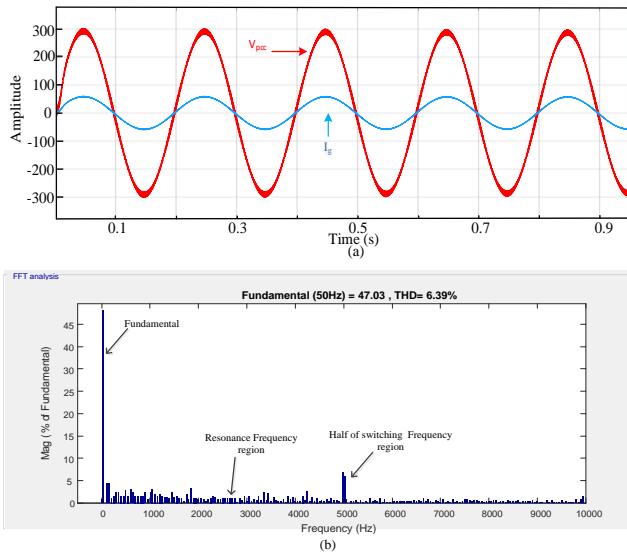 300
200
100
0
-100
-200
-300
Amplitude
V_pcc
I_g
0.1 0.3 0.5 0.7 0.9
Time (s)
(a)
FFT analysis
Fundamental (50Hz) = 47.03 , THD= 6.39%
45
40
35
30
25
20
15
10
5
0
Mag (% of Fundamental)
Fundamental
Resonance Frequency
region
Half of switching Frequency
region
0 1000 2000 3000 4000 5000 6000 7000 8000 9000 10000
Frequency (Hz)
(b)